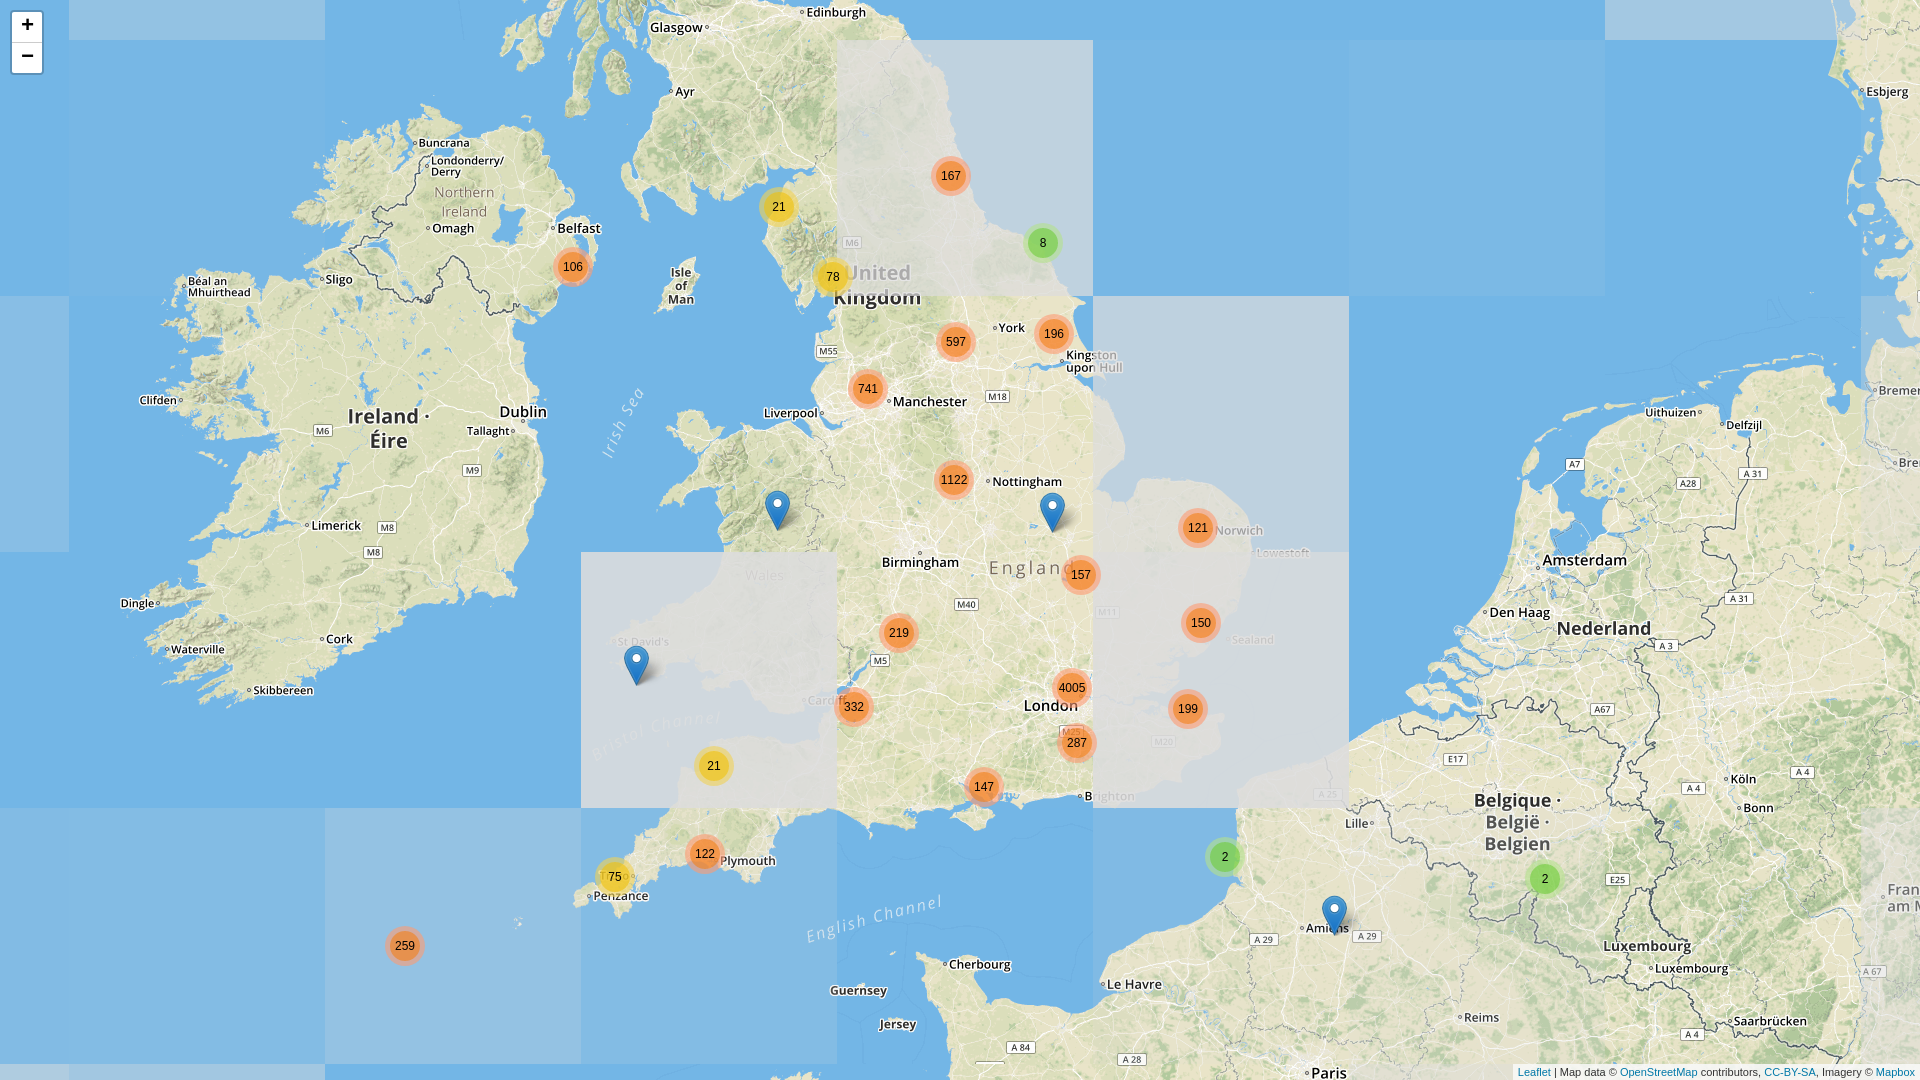 +
−
Edinburgh
Glasgow
Ayr
Esbjerg
Buncrana
Londonderry/
Derry
Northern
Ireland
Omagh
Belfast
167
21
8
106
78
M6
United
Kingdom
Isle
of
Man
Sligo
Béal an
Mhuirthead
York
196
597
M55
Kingston
upon Hull
741
Manchester
M18
Liverpool
Clifden
Ireland ·
Éire
M6
Dublin
Tallaght
M9
Irish Sea
Uithuizen
Delfzijl
A7
A 31
A28
1122
Nottingham
Limerick
M8
M8
121
Norwich
Lowestoft
Birmingham
England
157
Wales
Amsterdam
M40
M11
Dingle
A 31
Den Haag
Nederland
150
219
Sealand
Cork
St David's
Waterville
M5
A 3
Skibbereen
4005
London
Cardiff
332
199
A67
Bristol Channel
M25
287
M20
E17
21
Köln
A 4
A 4
147
Brighton
A 25
Bonn
Belgique ·
België ·
Belgien
Lille
122
Plymouth
2
75
Penzance
2
E25
English Channel
259
Amiens
A 29
A 29
Luxembourg
Luxembourg
Cherbourg
A 67
Le Havre
Guernsey
Jersey
Reims
Saarbrücken
A 4
A 84
A 28
Paris
Leaflet | Map data © OpenStreetMap contributors, CC-BY-SA, Imagery © Mapbox